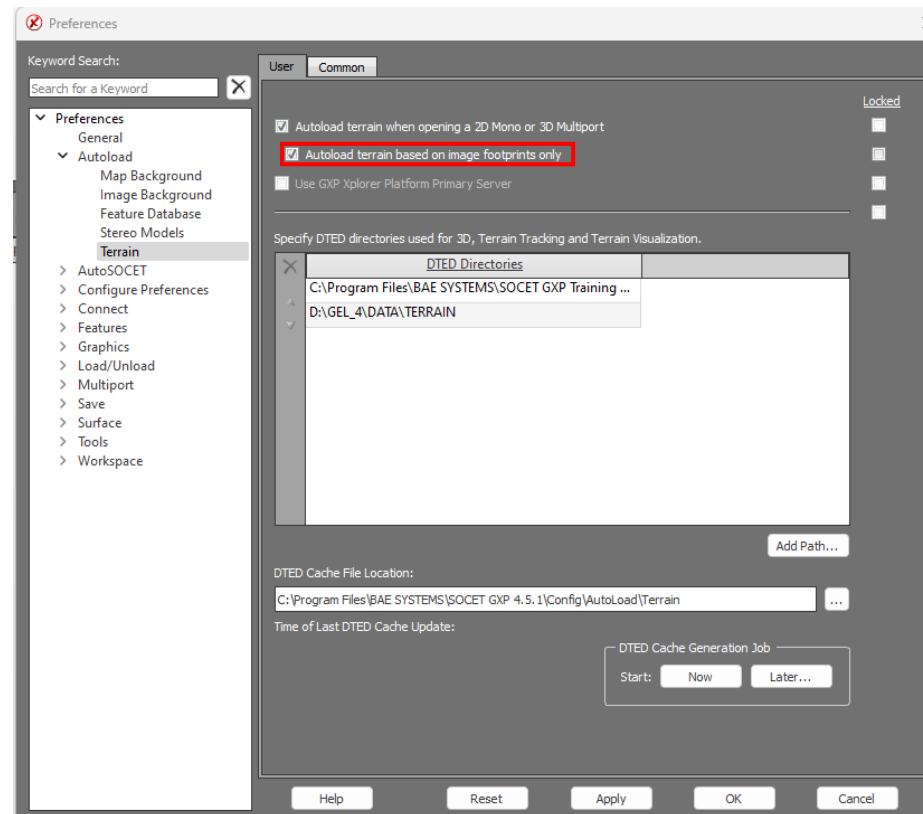 Preferences
Keyword Search:
Search for a Keyword
Preferences
General
Autoload
Map Background
Image Background
Feature Database
Stereo Models
Terrain
AutoSOCET
Configure Preferences
Connect
Features
Graphics
Load/Unload
Multiport
Save
Surface
Tools
Workspace
User
Common
Locked
Autoload terrain when opening a 2D Mono or 3D Multiport
Autoload terrain based on image footprints only
Use GXP Xplorer Platform Primary Server
Specify DTED directories used for 3D, Terrain Tracking and Terrain Visualization.
DTED Directories
C:\Program Files\BAE SYSTEMS\SOCET GXP Training ...
D:\GEL_4\DATA\TERRAIN
Add Path...
DTED Cache File Location:
C:\Program Files\BAE SYSTEMS\SOCET GXP 4.5.1\Config\AutoLoad\Terrain
...
Time of Last DTED Cache Update:
DTED Cache Generation Job
Start:
Now
Later...
Help
Reset
Apply
OK
Cancel